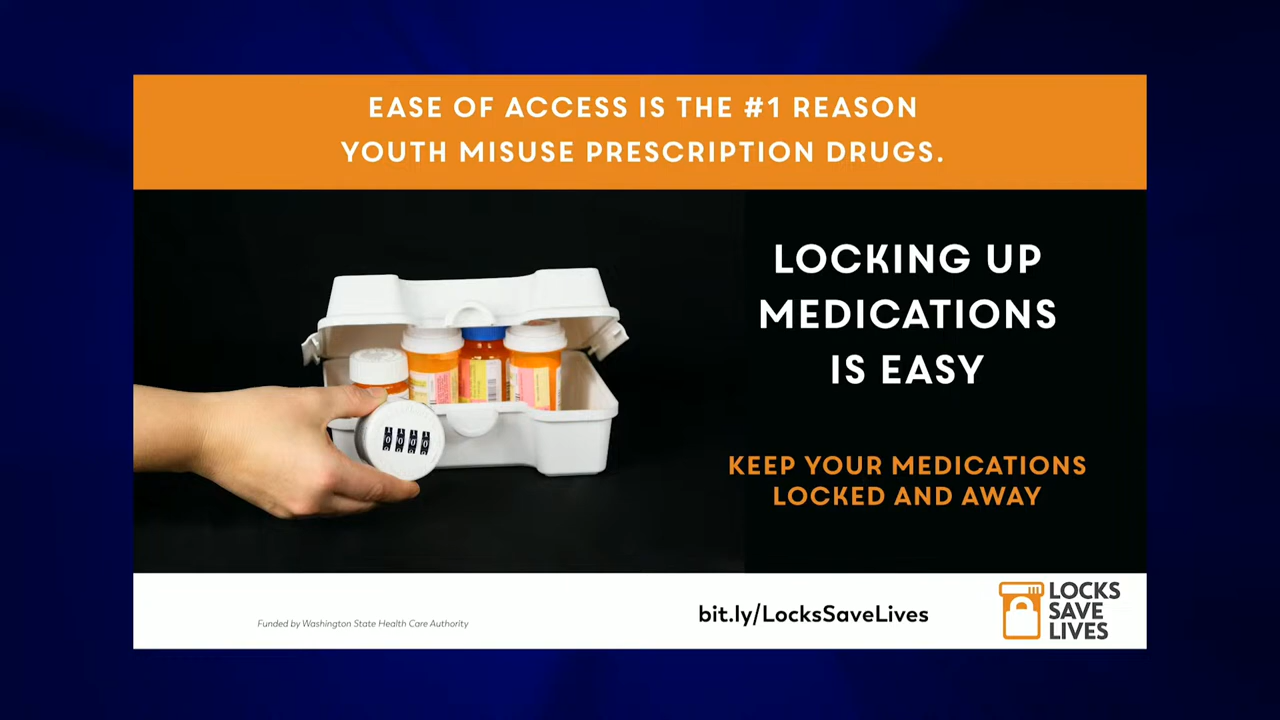 EASE OF ACCESS IS THE #1 REASON
YOUTH MISUSE PRESCRIPTION DRUGS.
LOCKING UP
MEDICATIONS
IS EASY
KEEP YOUR MEDICATIONS
LOCKED AND AWAY
Funded by Washington State Health Care Authority
bit.ly/LocksSaveLives
LOCKS
SAVE
LIVES